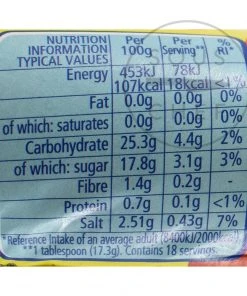 NUTRITION INFORMATION TYPICAL VALUES Per 100g Per Serving** % RI*
Energy 453kJ 78kJ
107kcal 18kcal <1%
Fat 0.0g 0.0g 0%
of which: saturates 0.0g 0.0g 0%
Carbohydrate 25.3g 4.4g 2%
of which: sugar 17.8g 3.1g 3%
Fibre 1.4g 0.2g -
Protein 0.7g 0.1g <1%
Salt 2.51g 0.43g 7%
*Reference Intake of an average adult (8400kJ/2000kcal)
**1 tablespoon (17.3g). Contains 18 servings.